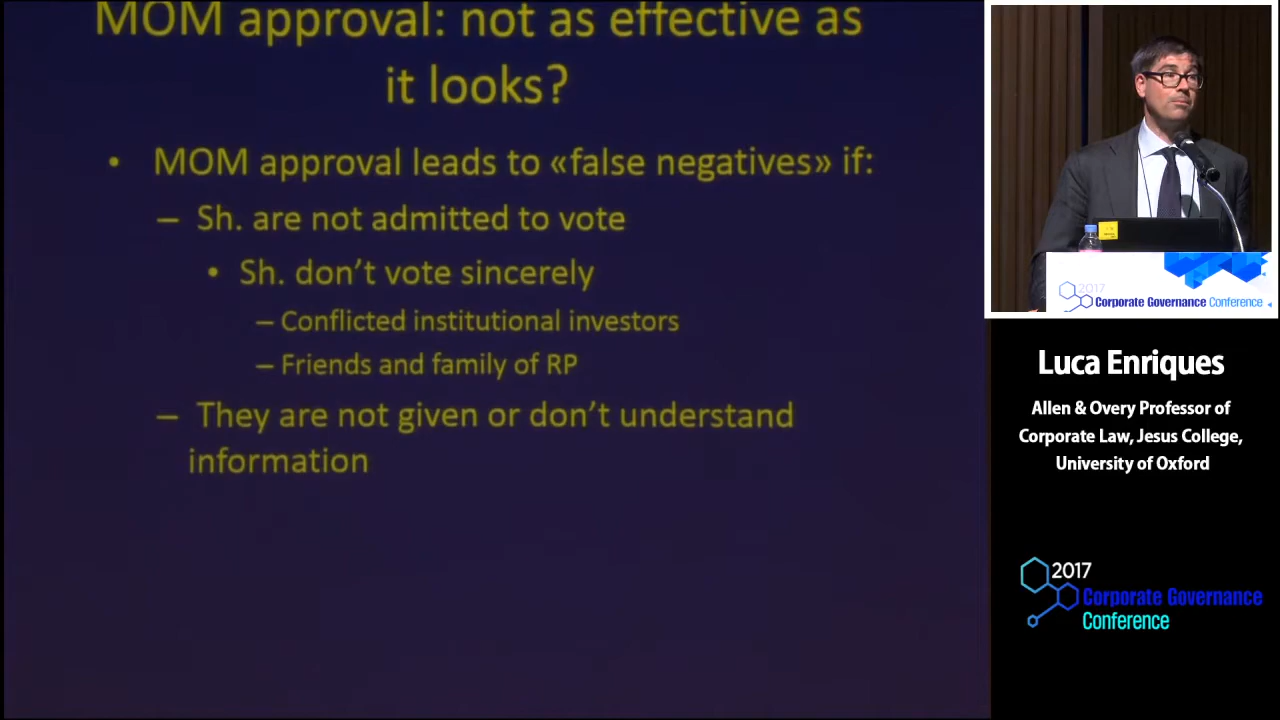 MOM approval: not as effective as
it looks?
• MOM approval leads to «false negatives» if:
– Sh. are not admitted to vote
• Sh. don't vote sincerely
– Conflicted institutional investors
– Friends and family of RP
– They are not given or don't understand
information
2017
Corporate Governance Conference
Luca Enriques
Allen & Overy Professor of
Corporate Law, Jesus College,
University of Oxford
2017
Corporate Governance
Conference